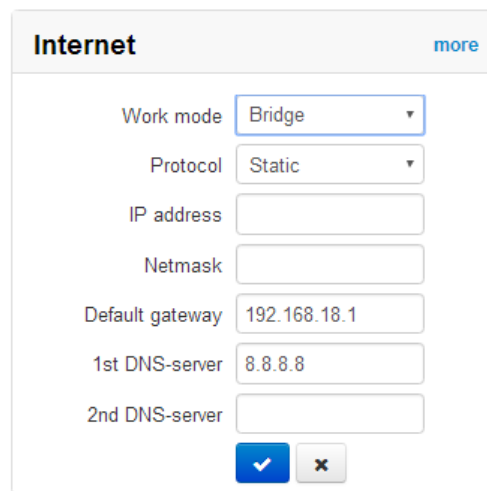 Internet more
Work mode Bridge
Protocol Static
IP address
Netmask
Default gateway 192.168.18.1
1st DNS-server 8.8.8.8
2nd DNS-server